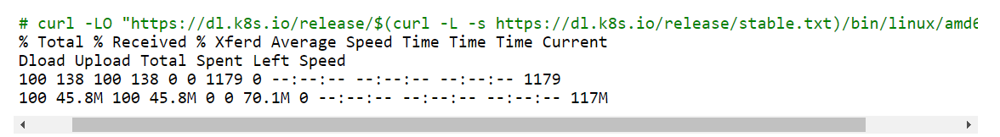 # curl -LO "https://dl.k8s.io/release/$(curl -L -s https://dl.k8s.io/release/stable.txt)/bin/linux/amd6
% Total % Received % Xferd Average Speed Time Time Time Current
Dload Upload Total Spent Left Speed
100 138 100 138 0 0 1179 0 --:--:-- --:--:-- --:--:-- 1179
100 45.8M 100 45.8M 0 0 70.1M 0 --:--:-- --:--:-- --:--:-- 117M